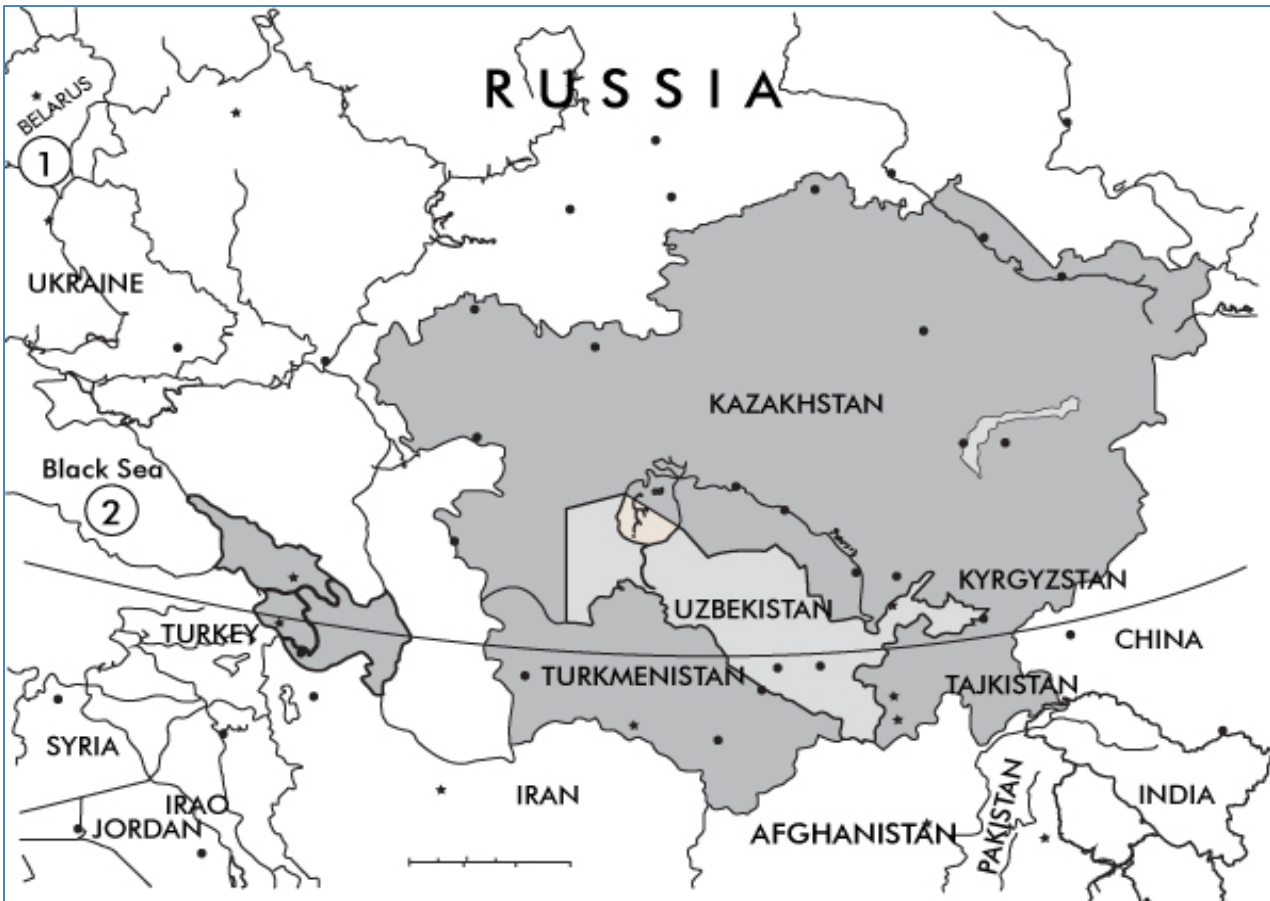 RUSSIA
BELARUS
1
UKRAINE
KAZAKHSTAN
Black Sea
2
KYRGYZSTAN
UZBEKISTAN
TURKEY
CHINA
TURKMENISTAN
TAJKISTAN
SYRIA
IRAN
INDIA
PAKISTAN
IRAO
JORDAN
AFGHANISTAN